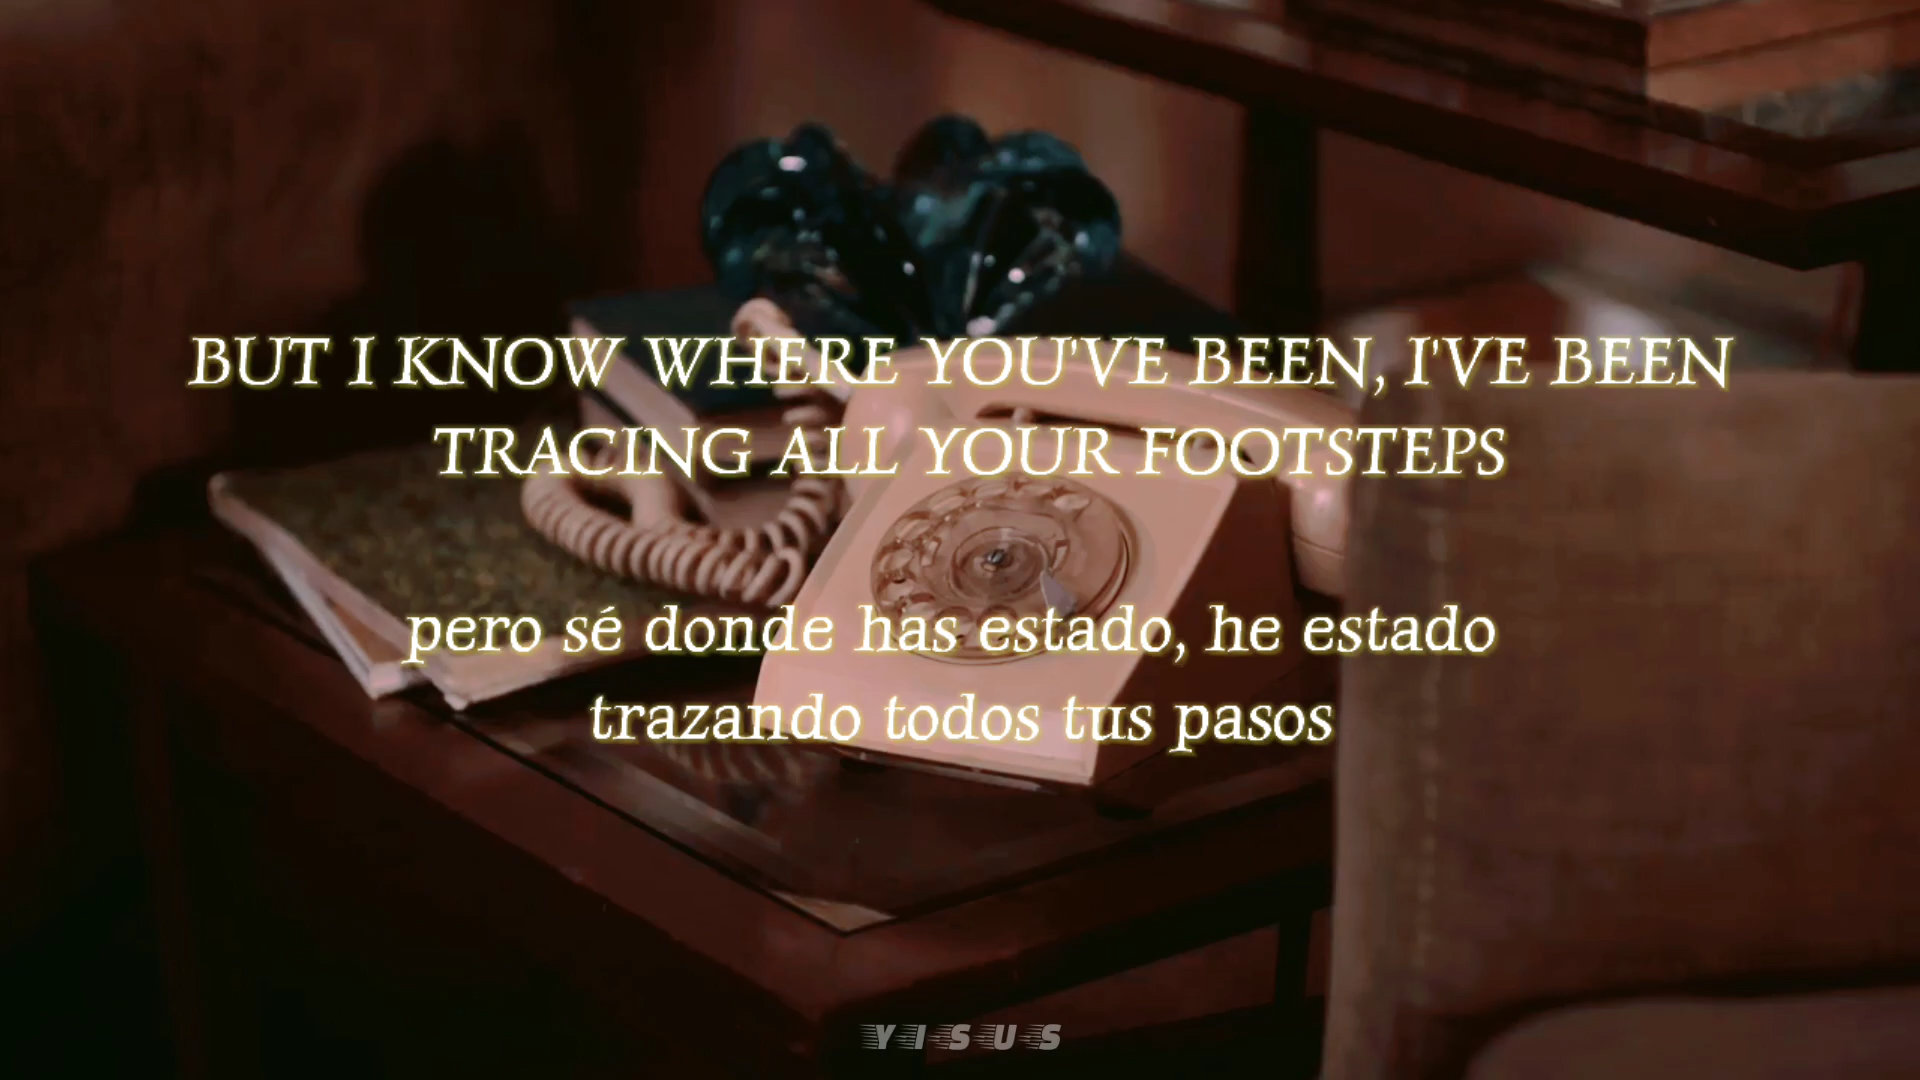 BUT I KNOW WHERE YOU'VE BEEN, I'VE BEEN
TRACING ALL YOUR FOOTSTEPS
pero sé donde has estado, he estado
trazando todos tus pasos
YISUS